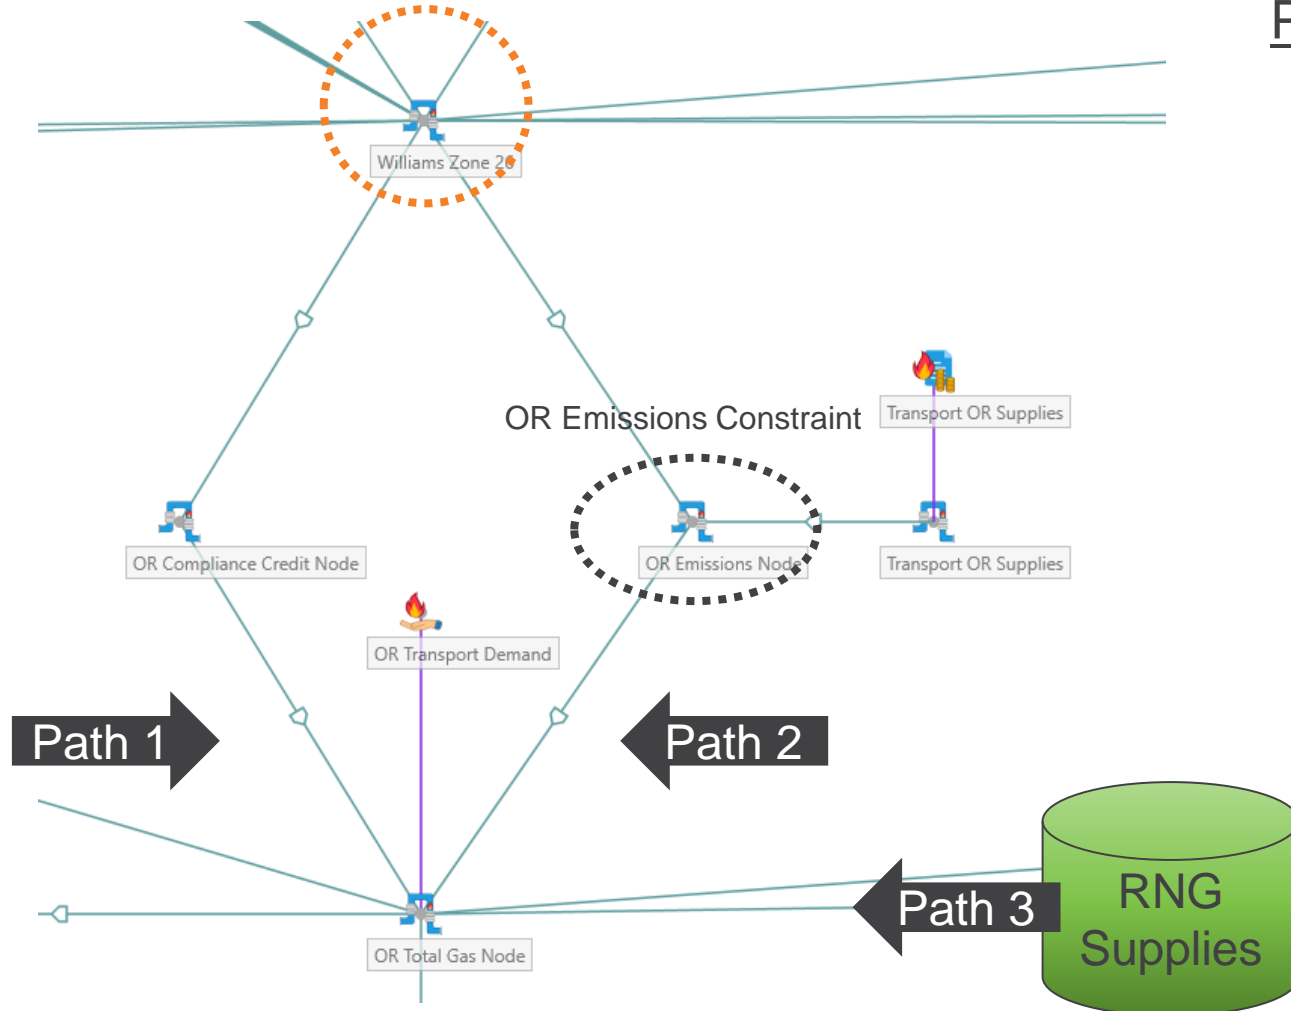 P
Williams Zone 26
OR Emissions Constraint
Transport OR Supplies
OR Compliance Credit Node
OR Emissions Node
Transport OR Supplies
OR Transport Demand
Path 1
Path 2
Path 3
RNG
Supplies
OR Total Gas Node